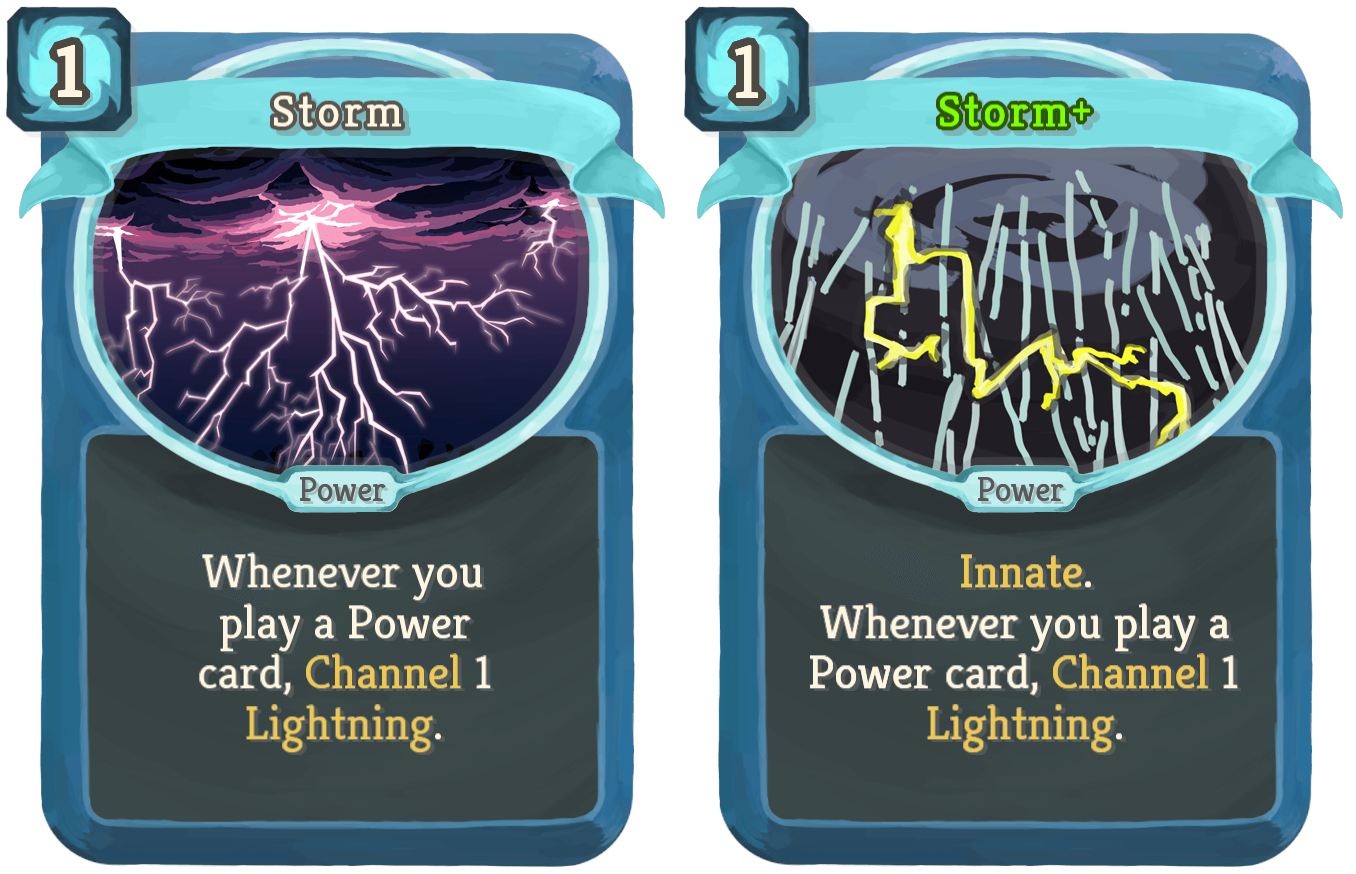 1
Storm
Power
Whenever you
play a Power
card, Channel 1
Lightning.
1
Storm+
Power
Innate.
Whenever you play a
Power card, Channel 1
Lightning.